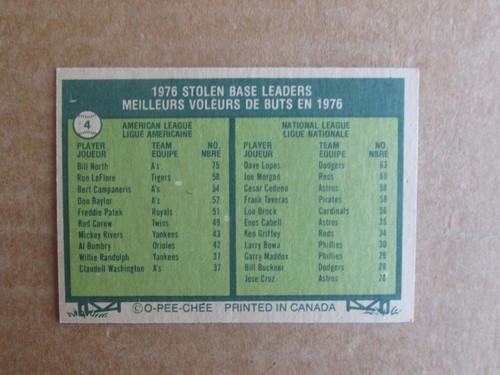 1976 STOLEN BASE LEADERS
MEILLEURS VOLEURS DE BUTS EN 1976
4
AMERICAN LEAGUE
LIGUE AMERICAINE
PLAYER TEAM NO.
JOUEUR EQUIPE NBRE
Bill North A's 75
Ron LeFlore Tigers 58
Bert Campaneris A's 54
Don Baylor A's 52
Freddie Patek Royals 51
Rod Carew Twins 49
Mickey Rivers Yankees 43
Al Bumbry Orioles 42
Willie Randolph Yankees 37
Claudell Washington A's 37
NATIONAL LEAGUE
LIGUE NATIONALE
PLAYER TEAM NO.
JOUEUR EQUIPE NBRE
Dave Lopes Dodgers 63
Joe Morgan Reds 60
Cesar Cedeno Astros 58
Frank Taveras Pirates 58
Lou Brock Cardinals 56
Enos Cabell Astros 35
Ken Griffey Reds 34
Larry Bowa Phillies 30
Garry Maddox Phillies 29
Bill Buckner Dodgers 28
Jose Cruz Astros 28
©O-PEE-CHEE PRINTED IN CANADA